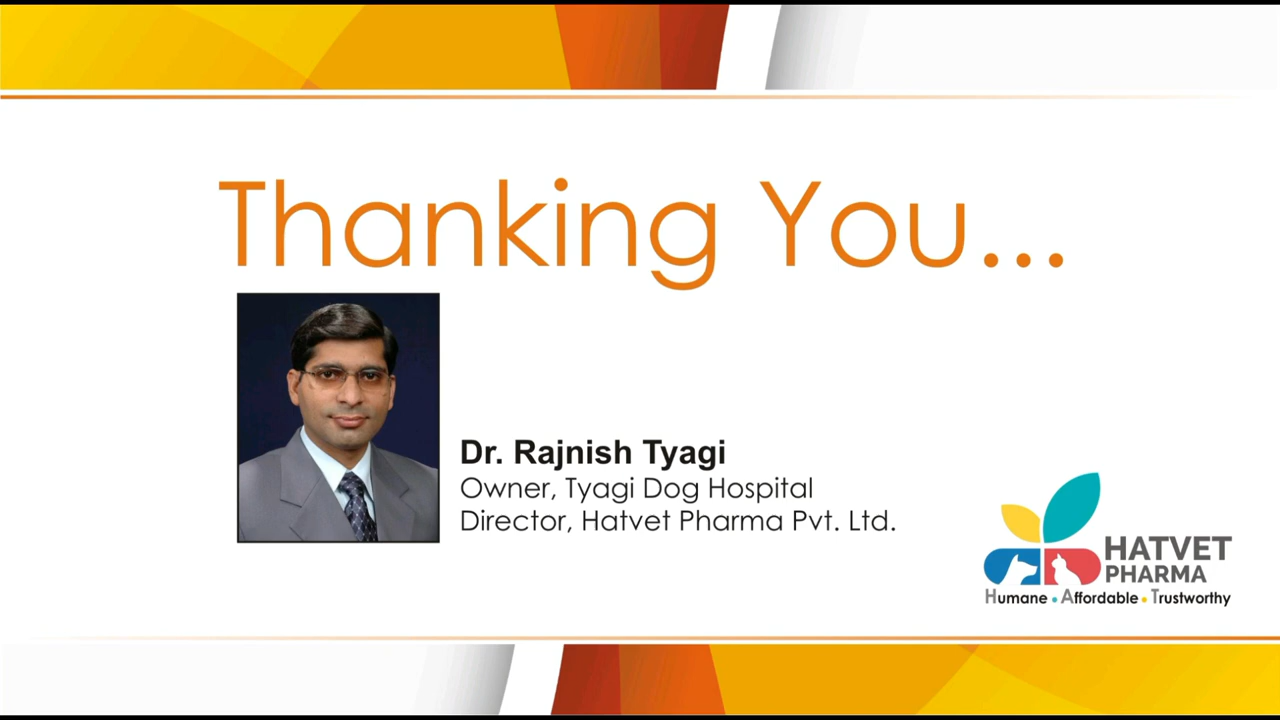 Thanking You...
Dr. Rajnish Tyagi
Owner, Tyagi Dog Hospital
Director, Hatvet Pharma Pvt. Ltd.
HATVET
PHARMA
Humane • Affordable • Trustworthy